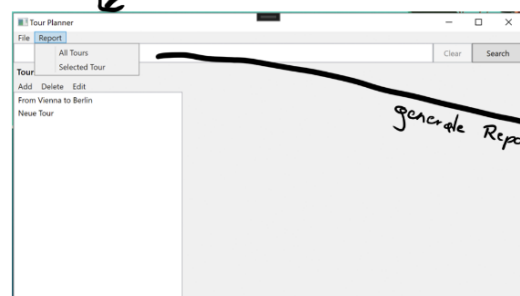 Tour Planner
File Report
All Tours
Selected Tour
Clear Search
Tour
Add Delete Edit
From Vienna to Berlin
Neue Tour
generate Repo